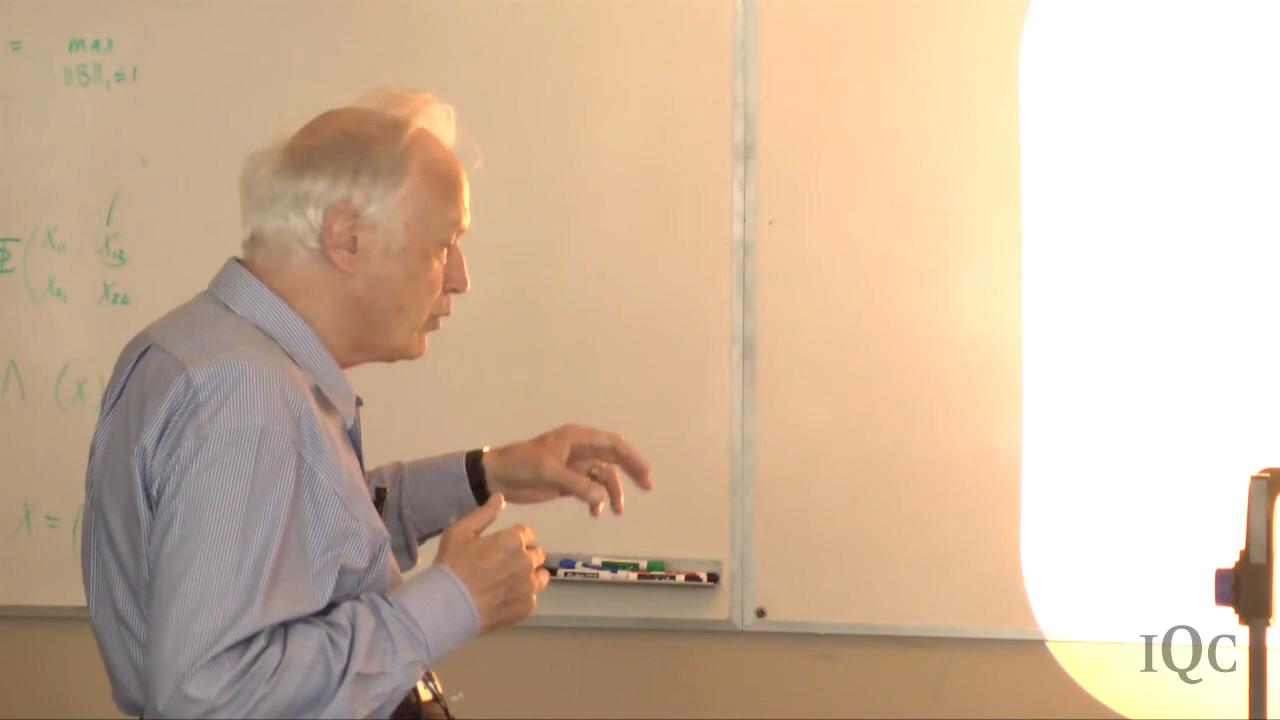 = max
||B||₁ ≤ 1
Φ ( X₁₁ X₁₂
X₂₁ X₂₂
Λ (X)
X = (
IQC